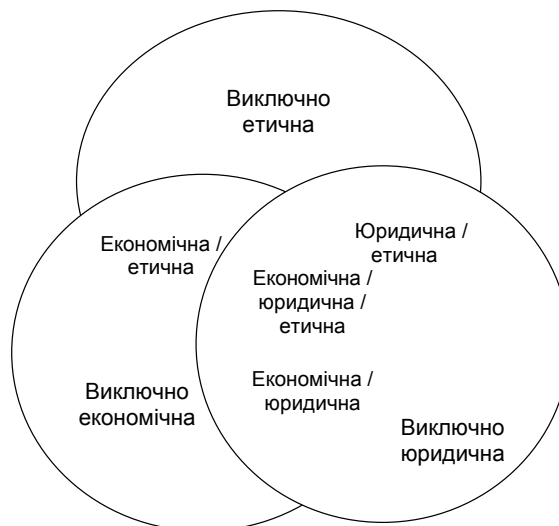 Виключно
етична
Юридична /
етична
Економічна /
етична
Економічна /
юридична /
етична
Економічна /
юридична
Виключно
економічна
Виключно
юридична